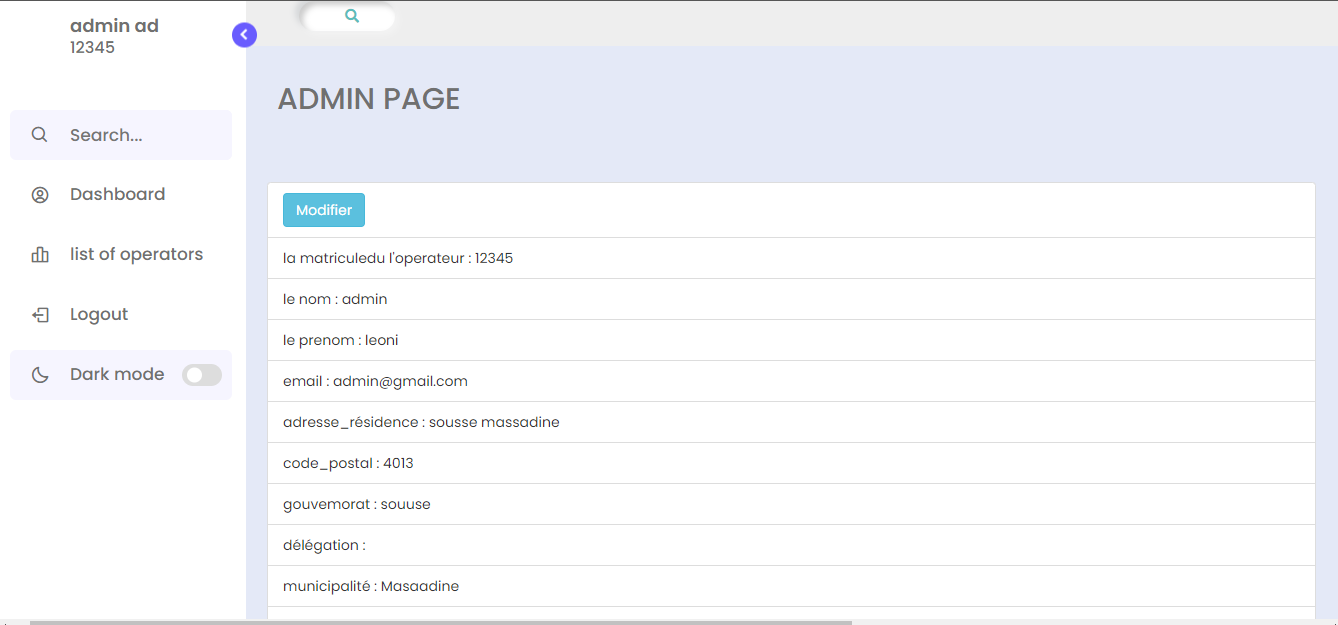 admin ad
12345
Search...
Dashboard
list of operators
Logout
Dark mode
ADMIN PAGE
Modifier
la matriculedu l'operateur : 12345
le nom : admin
le prenom : leoni
email : admin@gmail.com
adresse_résidence : sousse massadine
code_postal : 4013
gouvemorat : souuse
délégation :
municipalité : Masaadine